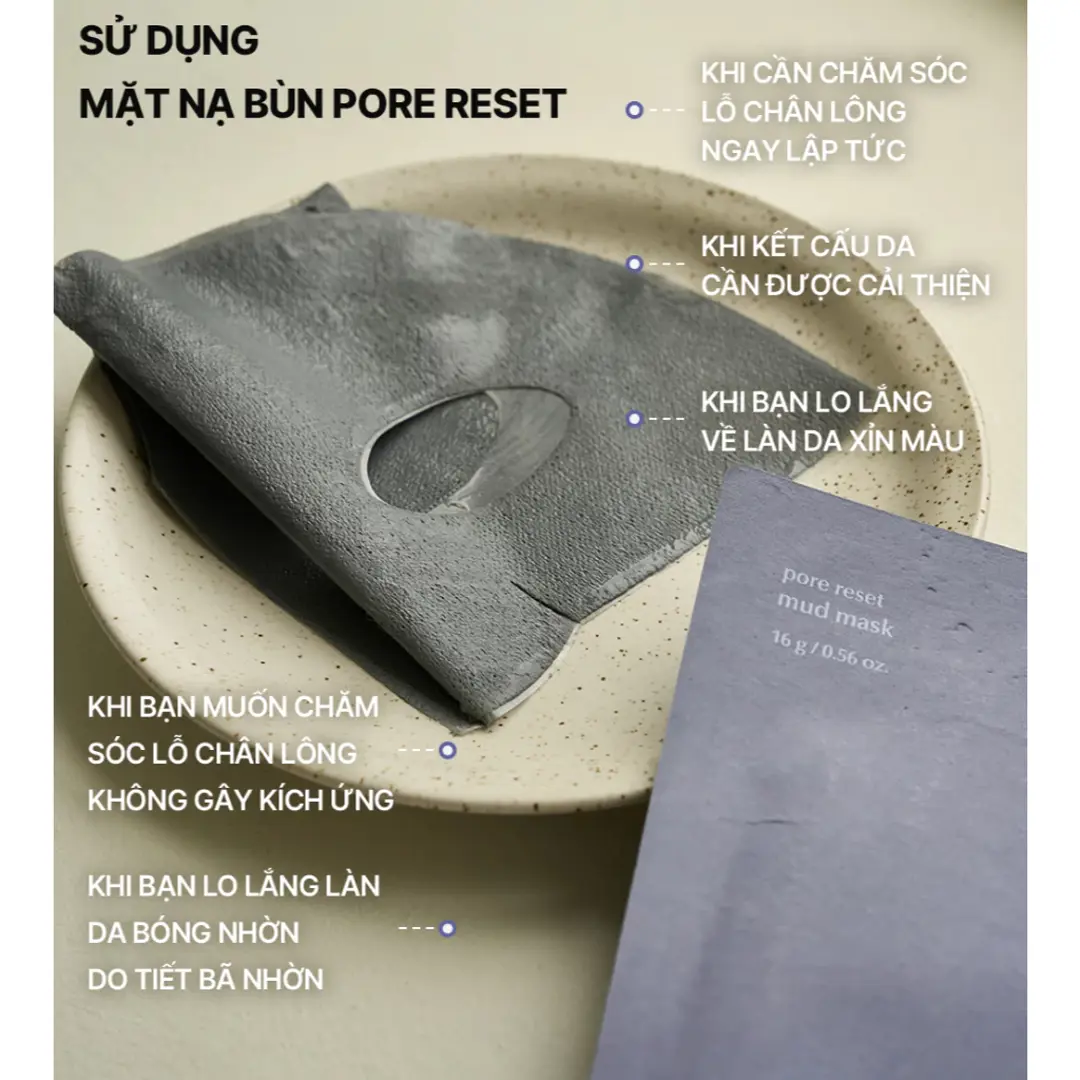 SỬ DỤNG
MẶT NẠ BÙN PORE RESET
KHI CẦN CHĂM SÓC
LỖ CHÂN LÔNG
NGAY LẬP TỨC
KHI KẾT CẤU DA
CẦN ĐƯỢC CẢI THIỆN
KHI BẠN LO LẮNG
VỀ LÀN DA XỈN MÀU
pore reset
mud mask
16 g / 0.56 oz.
KHI BẠN MUỐN CHĂM
SÓC LỖ CHÂN LÔNG
KHÔNG GÂY KÍCH ỨNG
KHI BẠN LO LẮNG LÀN
DA BÓNG NHỜN
DO TIẾT BÃ NHỜN